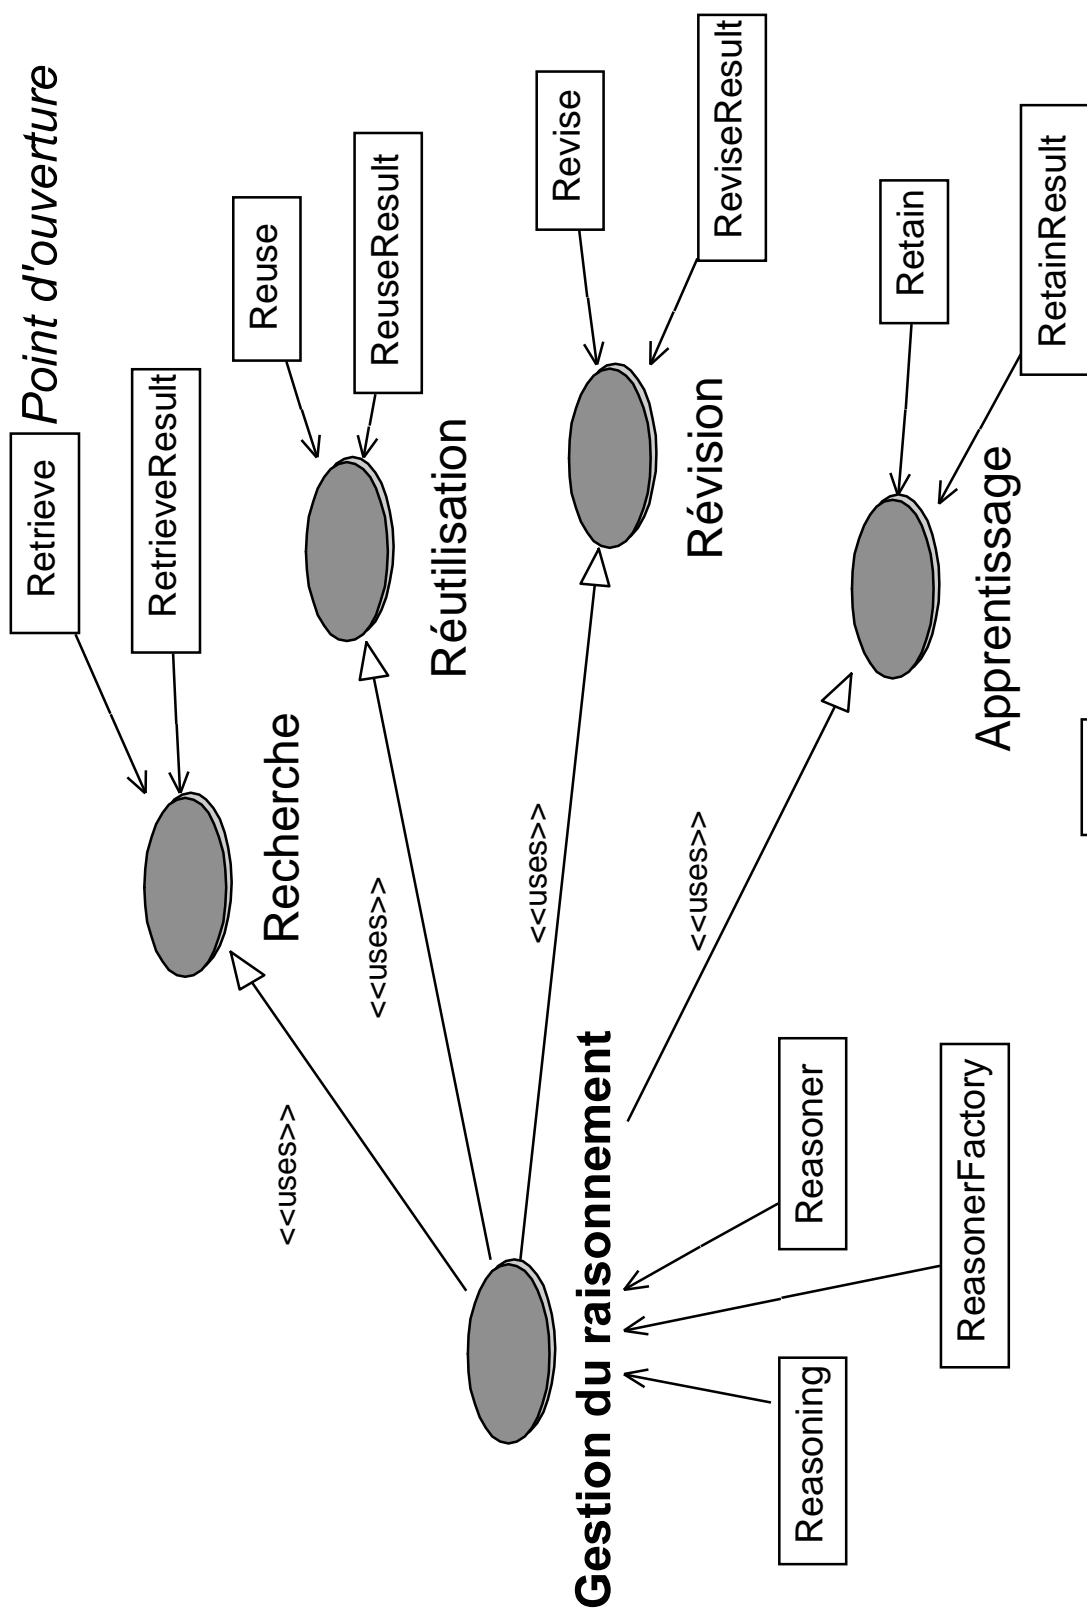 Point d'ouverture
Retrieve
RetrieveResult
Recherche
<<uses>>
Reuse
ReuseResult
Réutilisation
<<uses>>
Revise
ReviseResult
Révision
<<uses>>
Retain
RetainResult
Apprentissage
<<uses>>
Gestion du raisonnement
Reasoning
Reasoner
ReasonerFactory